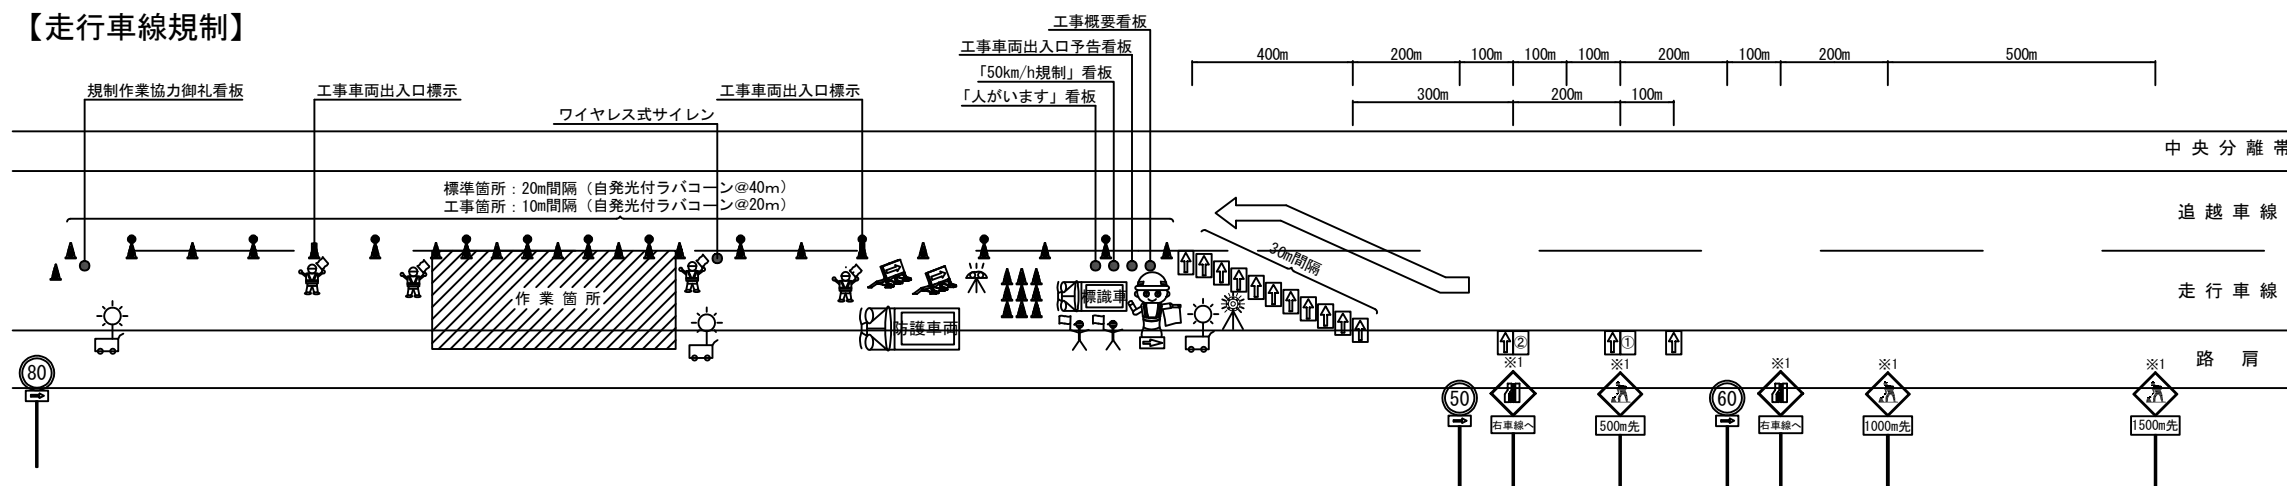 【走行車線規制】
工事概要看板
工事車両出入口予告看板
「50km/h規制」看板
「人がいます」看板
規制作業協力御礼看板
工事車両出入口標示
ワイヤレス式サイレン
工事車両出入口標示
400m
200m
100m
100m
100m
200m
100m
200m
500m
300m
200m
100m
中央分離帯
標準箇所:20m間隔(自発光付ラバコーン@40m)
工事箇所:10m間隔(自発光付ラバコーン@20m)
追越車線
30m間隔
走行車線
作業箇所
標識車
防護車両
②
①
路肩
※1
※1
※1
※1
※1
80
50
60
右車線へ
500m先
右車線へ
1000m先
1500m先